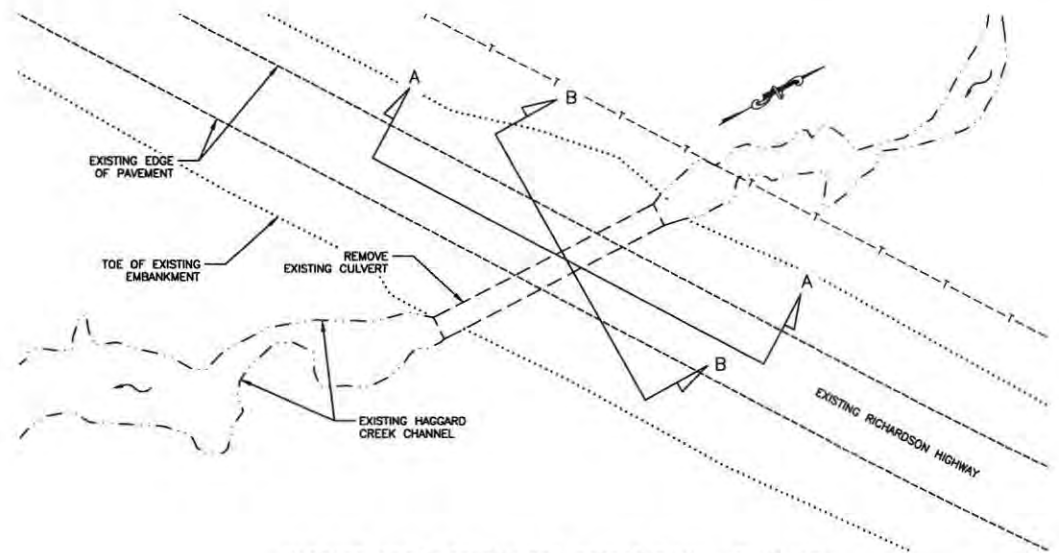 A
B
EXISTING EDGE
OF PAVEMENT
TOE OF EXISTING
EMBANKMENT
REMOVE
EXISTING CULVERT
A
B
EXISTING HAGGARD
CREEK CHANNEL
EXISTING RICHARDSON HIGHWAY